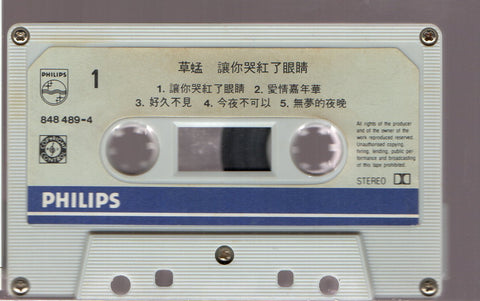 草蜢 讓你哭紅了眼睛
PHILIPS
1
1. 讓你哭紅了眼睛 2. 愛情嘉年華
3. 好久不見 4. 今夜不可以 5. 無夢的夜晚
848 489-4
All rights of the producer
and of the owner of the
work reproduced reserved.
Unauthorised copying,
hiring, lending, public per-
formance and broadcasting
of this tape prohibited.
STEREO
PHILIPS